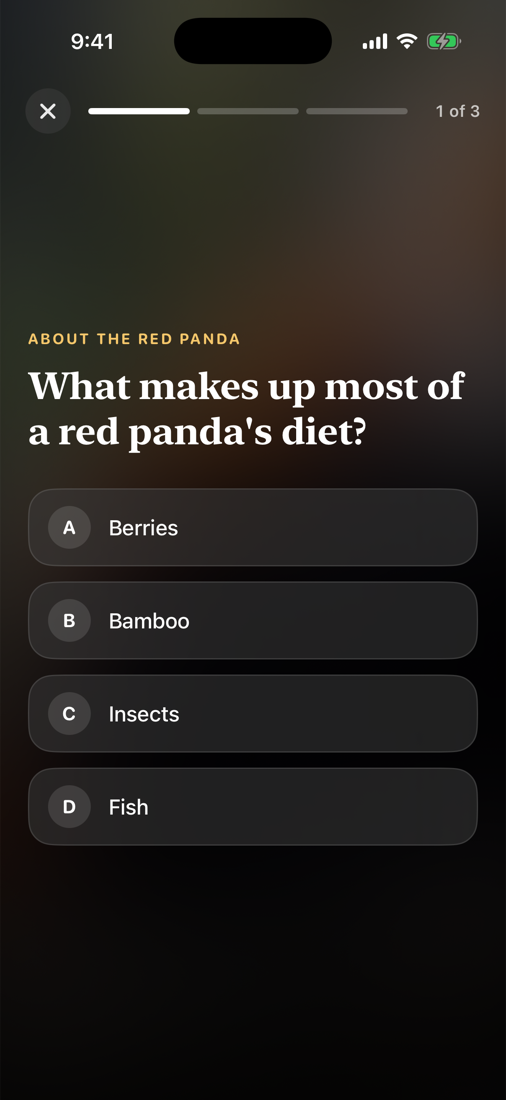 9:41
1 of 3
ABOUT THE RED PANDA
What makes up most of
a red panda's diet?
A Berries
B Bamboo
C Insects
D Fish